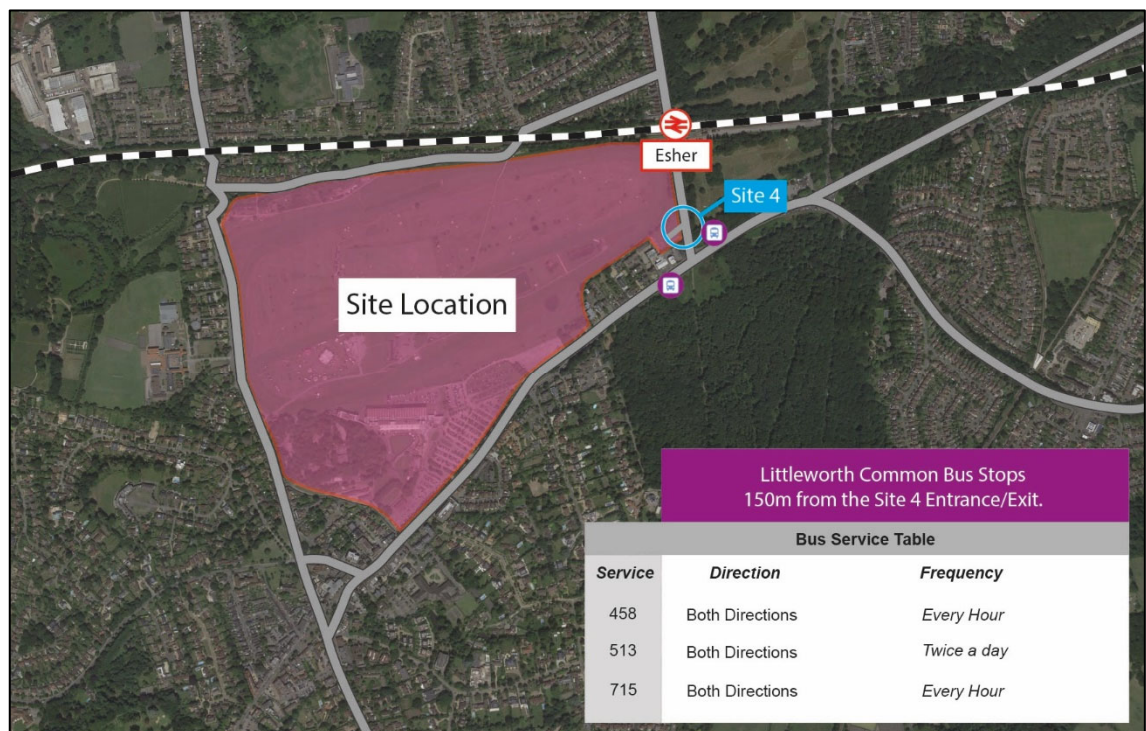 Esher
Site 4
Site Location
Littleworth Common Bus Stops
150m from the Site 4 Entrance/Exit.
Bus Service Table
Service Direction Frequency
458 Both Directions Every Hour
513 Both Directions Twice a day
715 Both Directions Every Hour